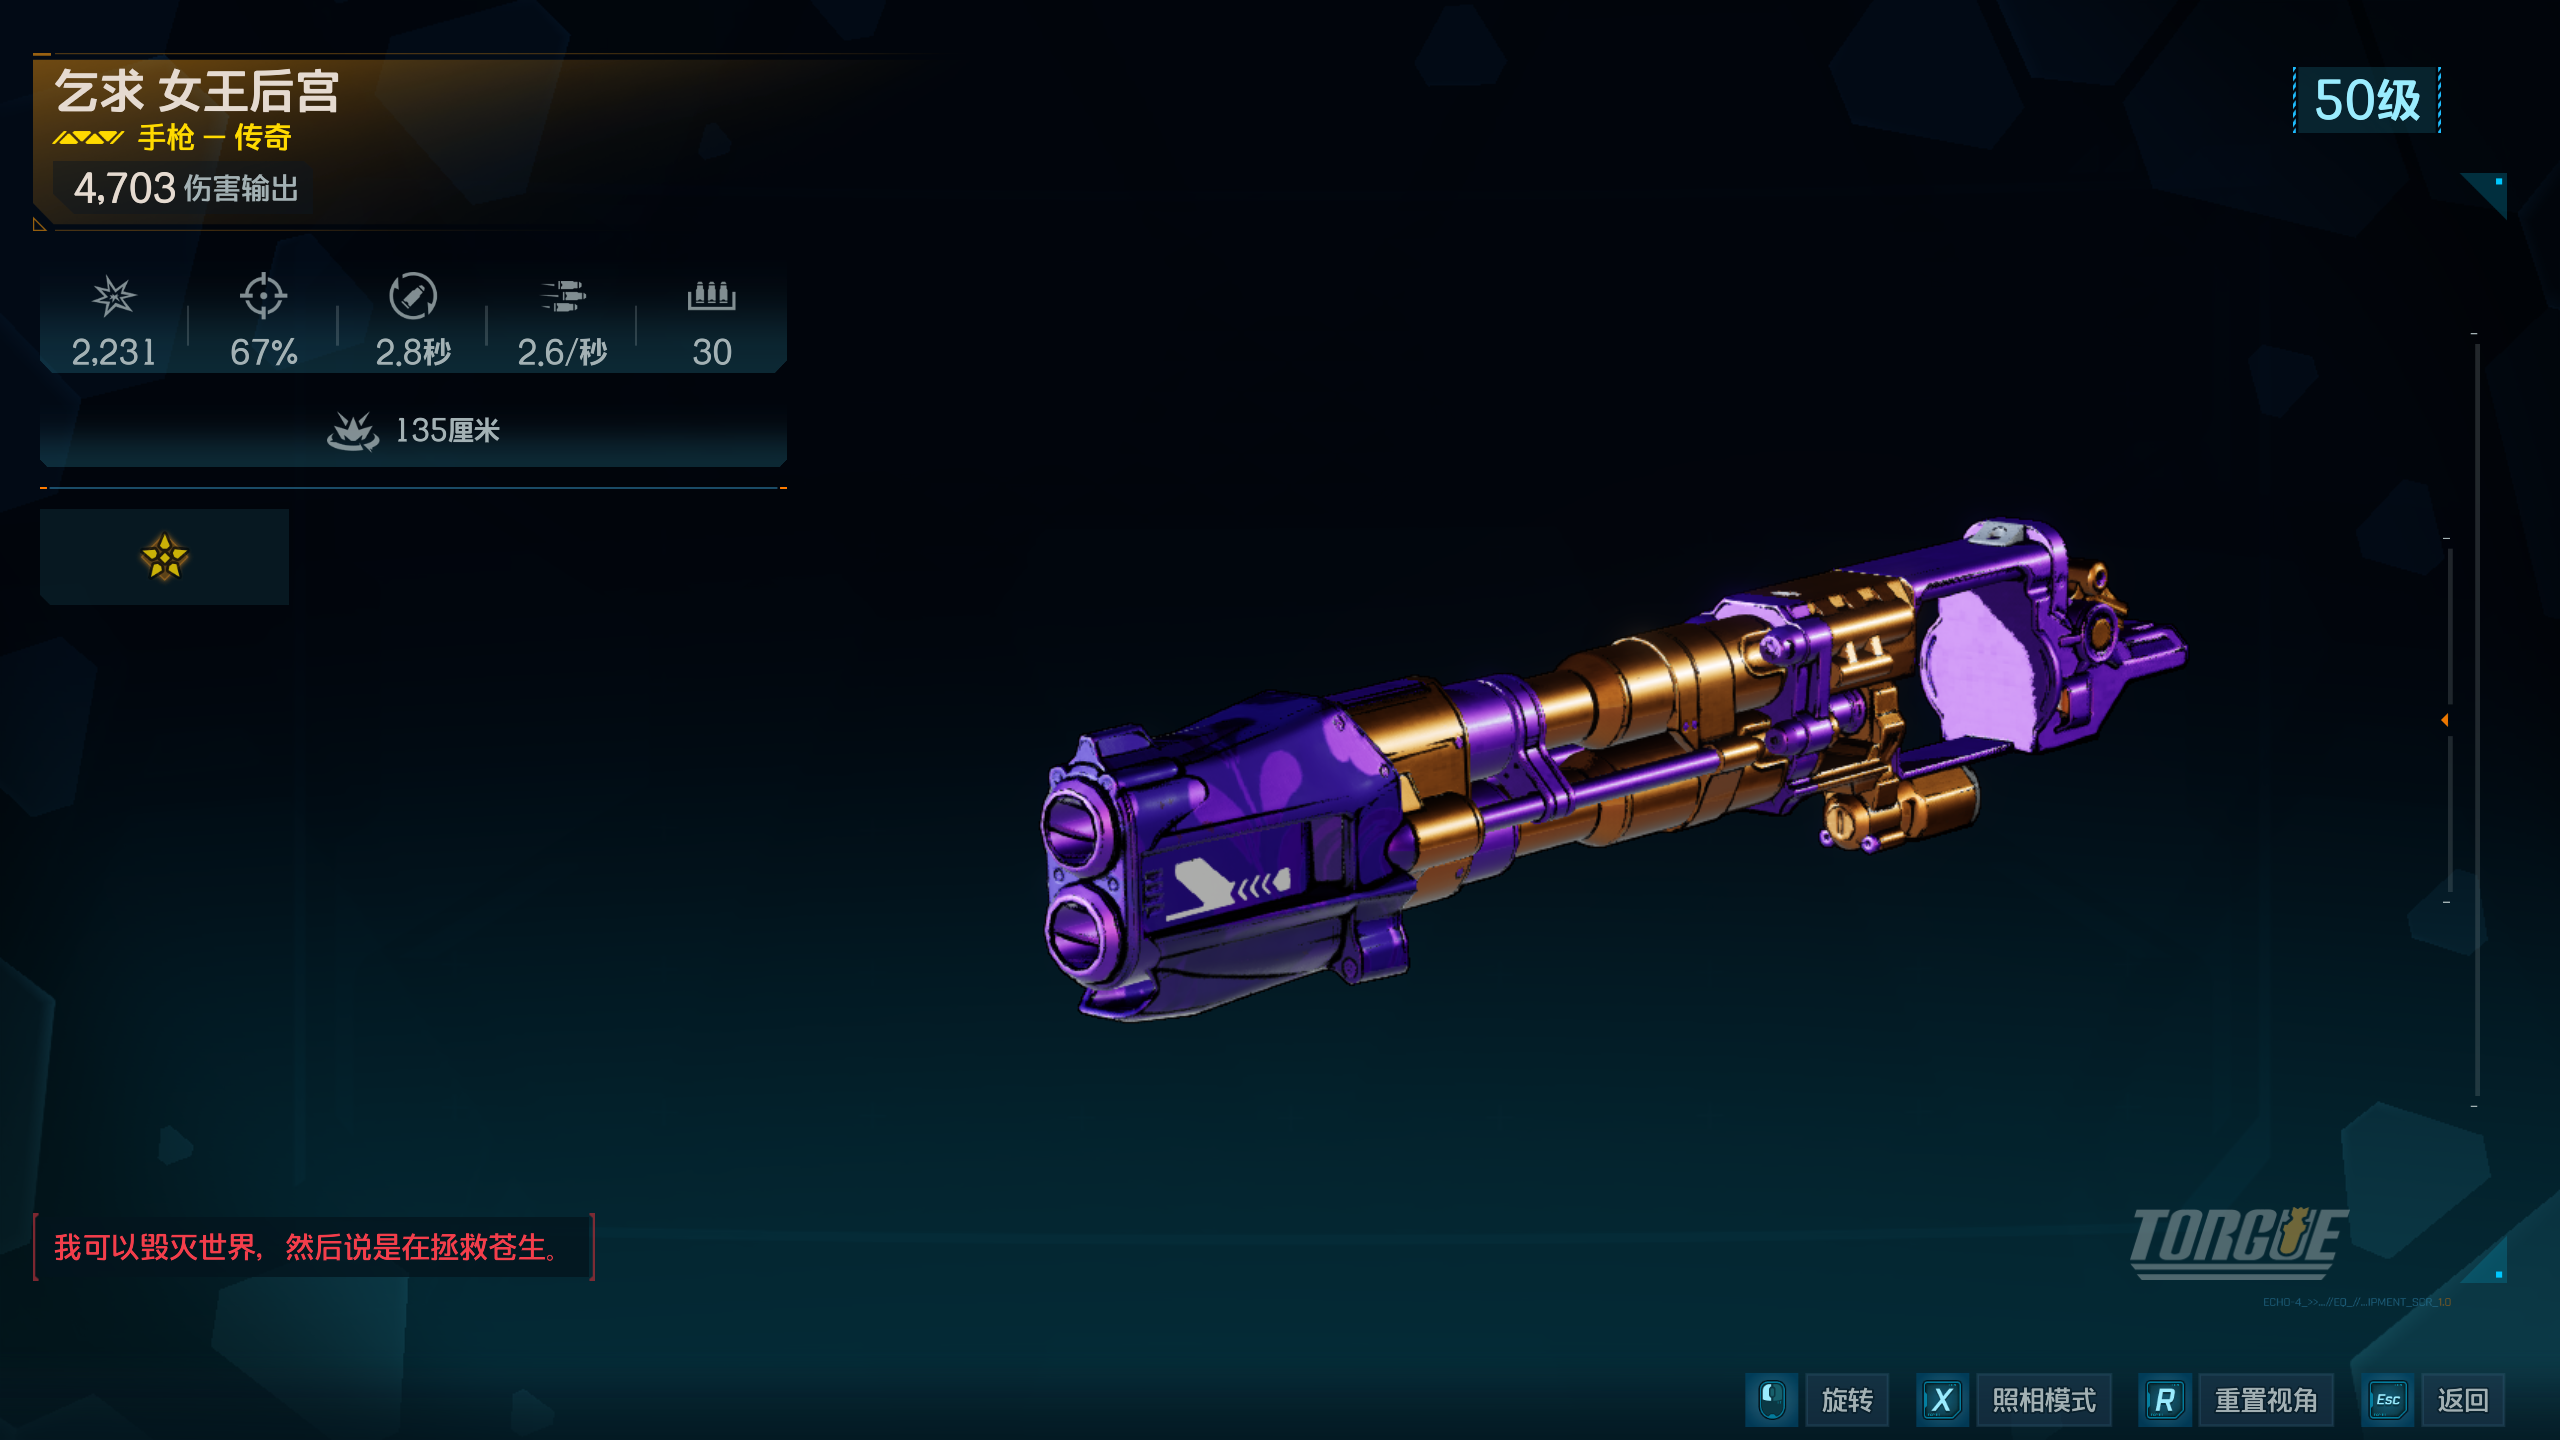 乞求 女王后宫
手枪 — 传奇
4,703 伤害输出
50级
2,231
67%
2.8秒
2.6/秒
30
135厘米
我可以毁灭世界，然后说是在拯救苍生。
TORGUE
旋转
X 照相模式
R 重置视角
Esc 返回